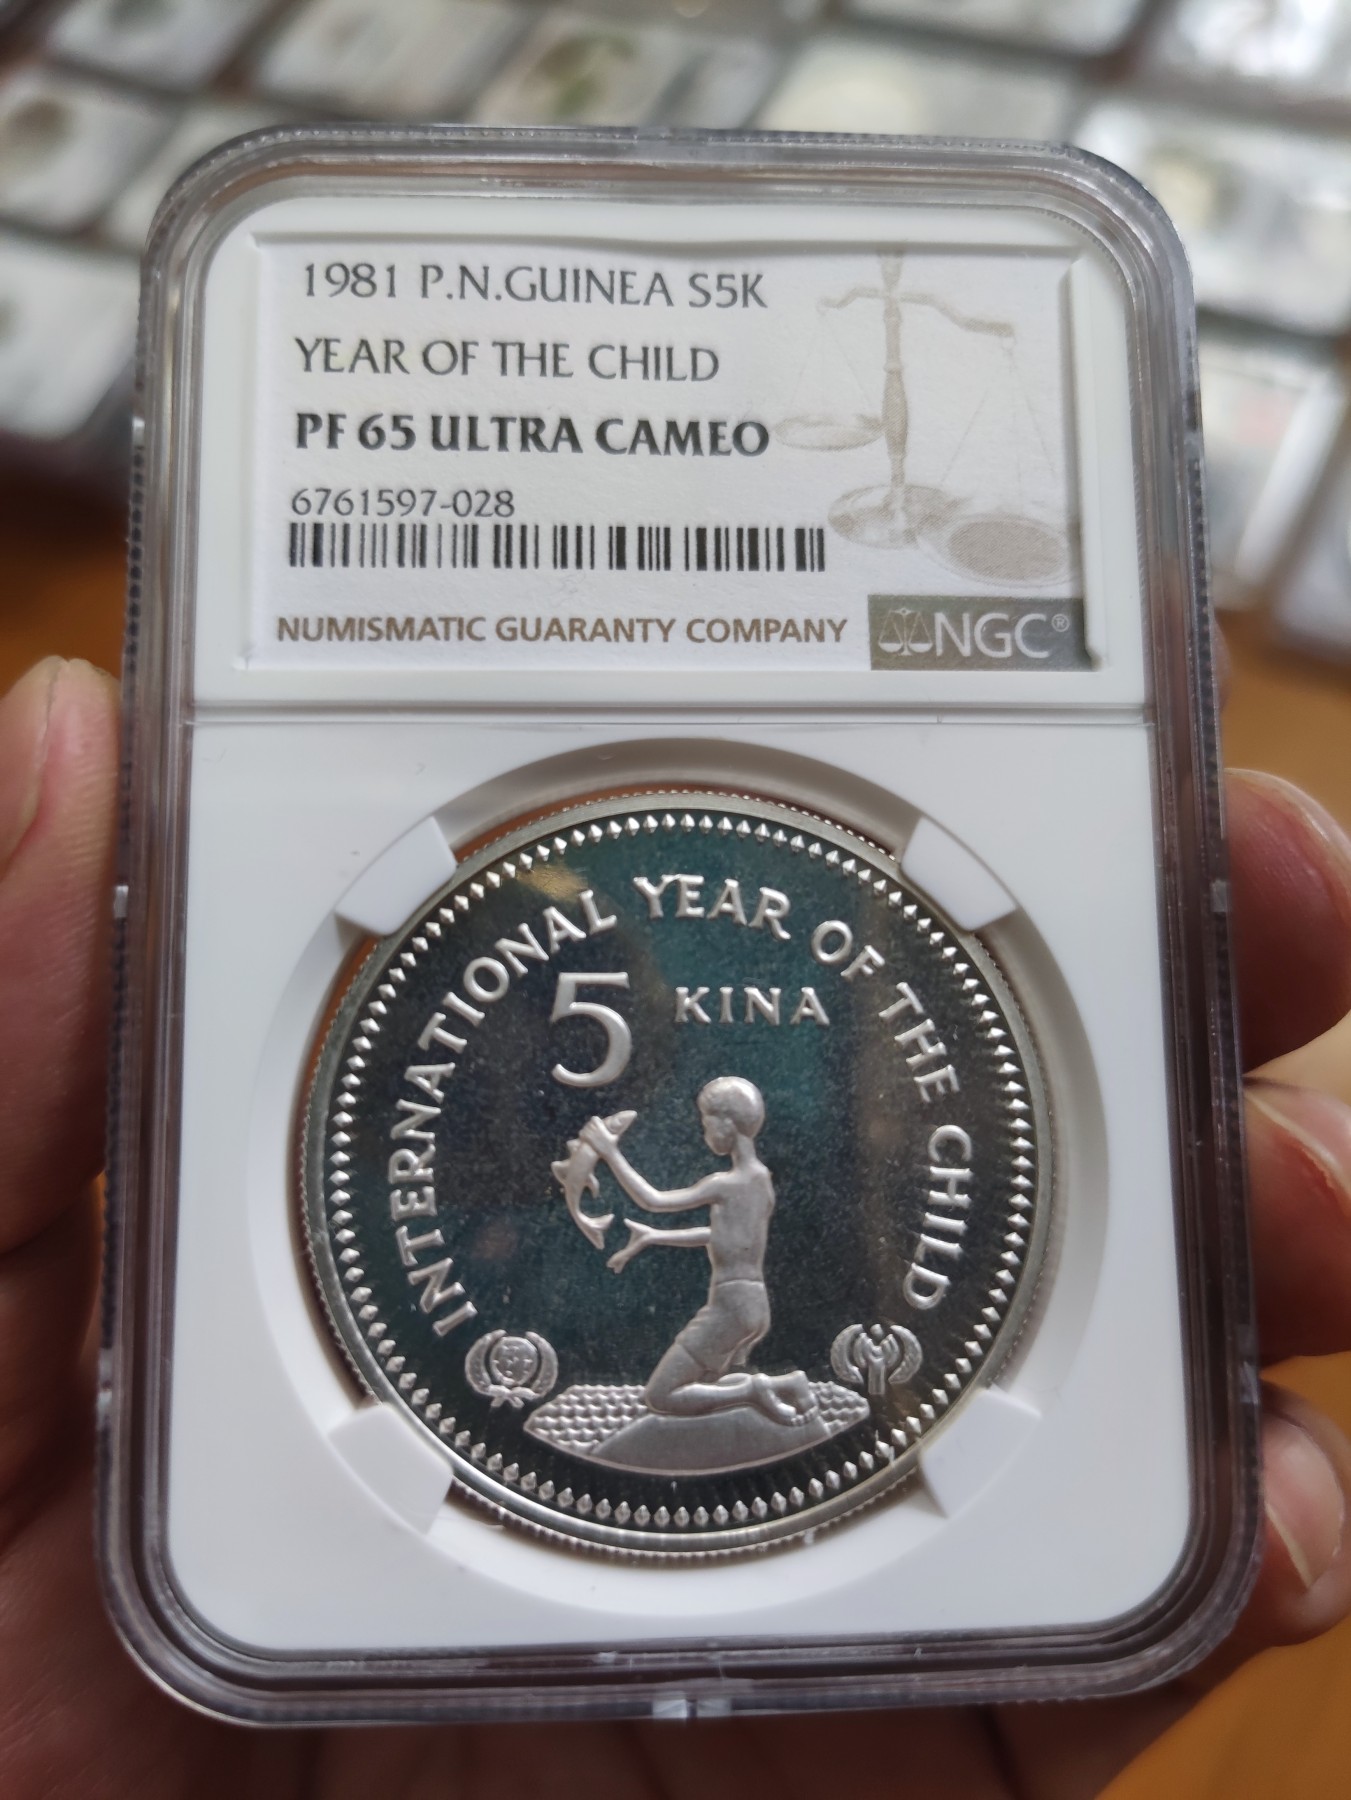 1981 P.N.GUINEA S5K
YEAR OF THE CHILD
PF 65 ULTRA CAMEO
6761597-028
NUMISMATIC GUARANTY COMPANY
NGC®
INTERNATIONAL YEAR OF THE CHILD
5 KINA